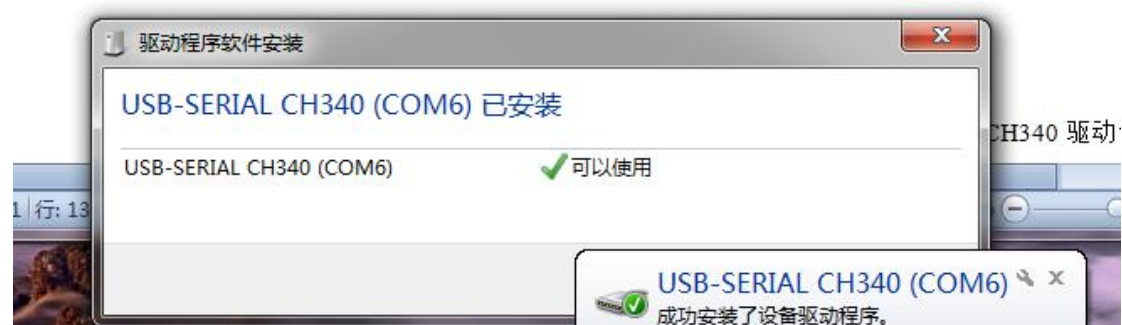 驱动程序软件安装
USB-SERIAL CH340 (COM6) 已安装
CH340 驱动
USB-SERIAL CH340 (COM6) 可以使用
1 行: 13
USB-SERIAL CH340 (COM6)
成功安装了设备驱动程序。